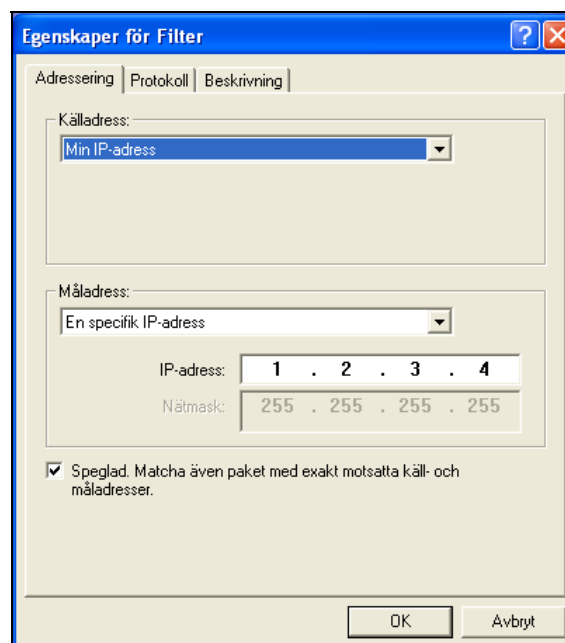 Egenskaper för Filter
Adressering Protokoll Beskrivning
Källadress:
Min IP-adress
Måladress:
En specifik IP-adress
IP-adress: 1 . 2 . 3 . 4
Nätmask: 255 . 255 . 255 . 255
Speglad. Matcha även paket med exakt motsatta käll- och
måladresser.
OK Avbryt